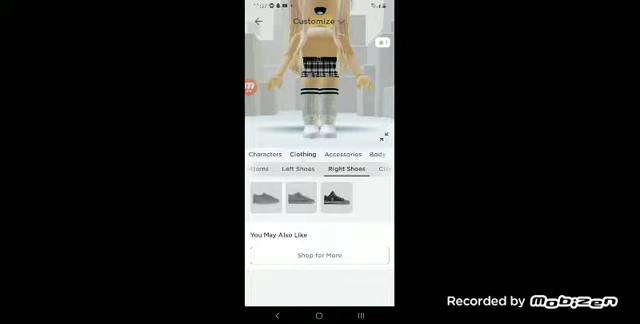 Customize
1
Characters Clothing Accessories Body
Left Shoes Right Shoes
You May Also Like
Shop for More
Recorded by Mobizen